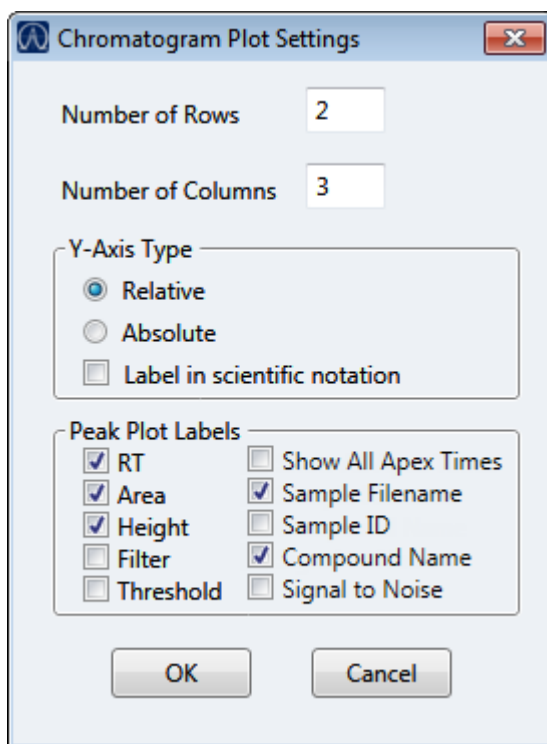 Chromatogram Plot Settings
Number of Rows 2
Number of Columns 3
Y-Axis Type
Relative
Absolute
Label in scientific notation
Peak Plot Labels
RT Show All Apex Times
Area Sample Filename
Height Sample ID
Filter Compound Name
Threshold Signal to Noise
OK Cancel